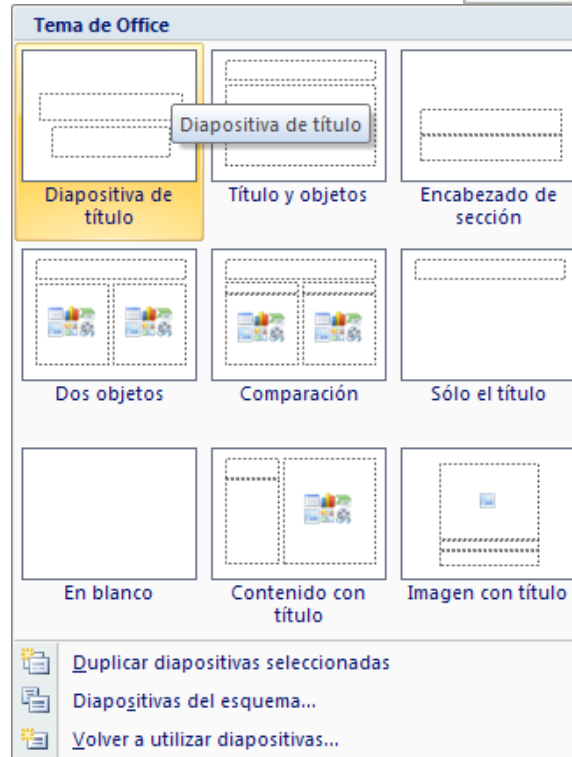 Tema de Office
Diapositiva de título
Diapositiva de
título
Título y objetos
Encabezado de
sección
Dos objetos
Comparación
Sólo el título
En blanco
Contenido con
título
Imagen con título
Duplicar diapositivas seleccionadas
Diapositivas del esquema...
Volver a utilizar diapositivas...